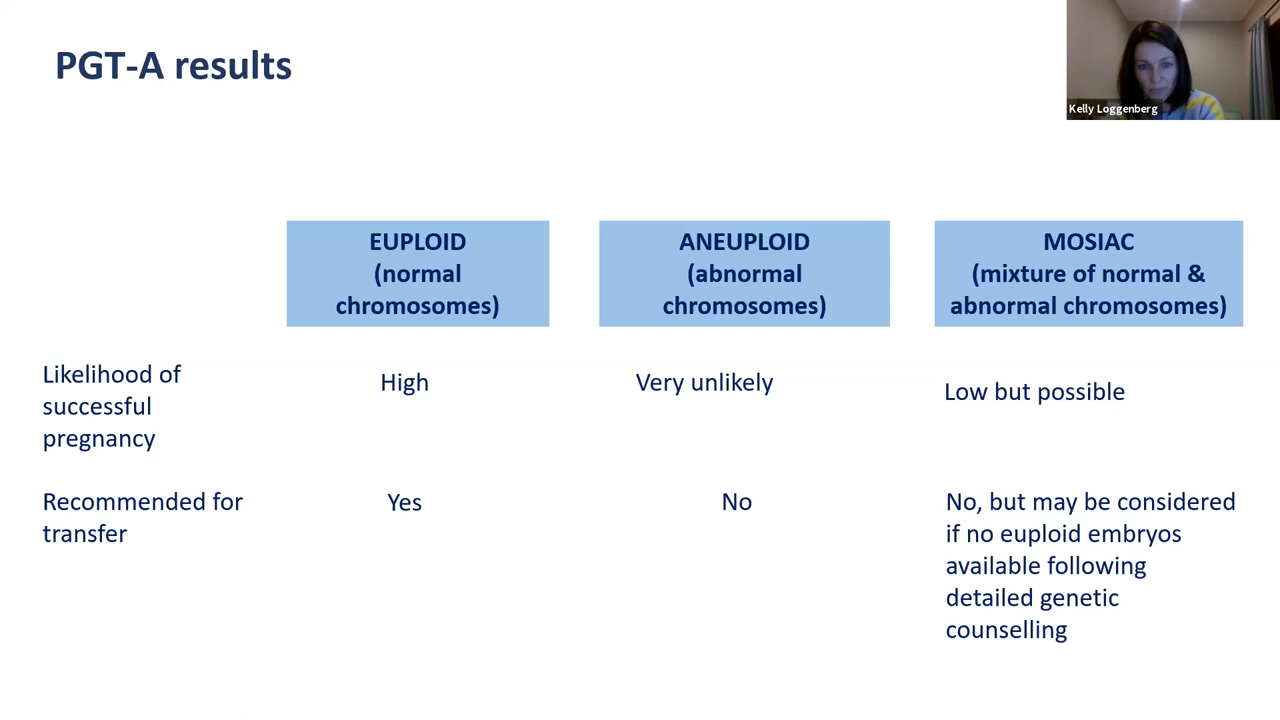 PGT-A results
Kelly Loggenberg
EUPLOID
(normal
chromosomes)
ANEUPLOID
(abnormal
chromosomes)
MOSIAC
(mixture of normal &
abnormal chromosomes)
Likelihood of
successful
pregnancy
High
Very unlikely
Low but possible
Recommended for
transfer
Yes
No
No, but may be considered
if no euploid embryos
available following
detailed genetic
counselling